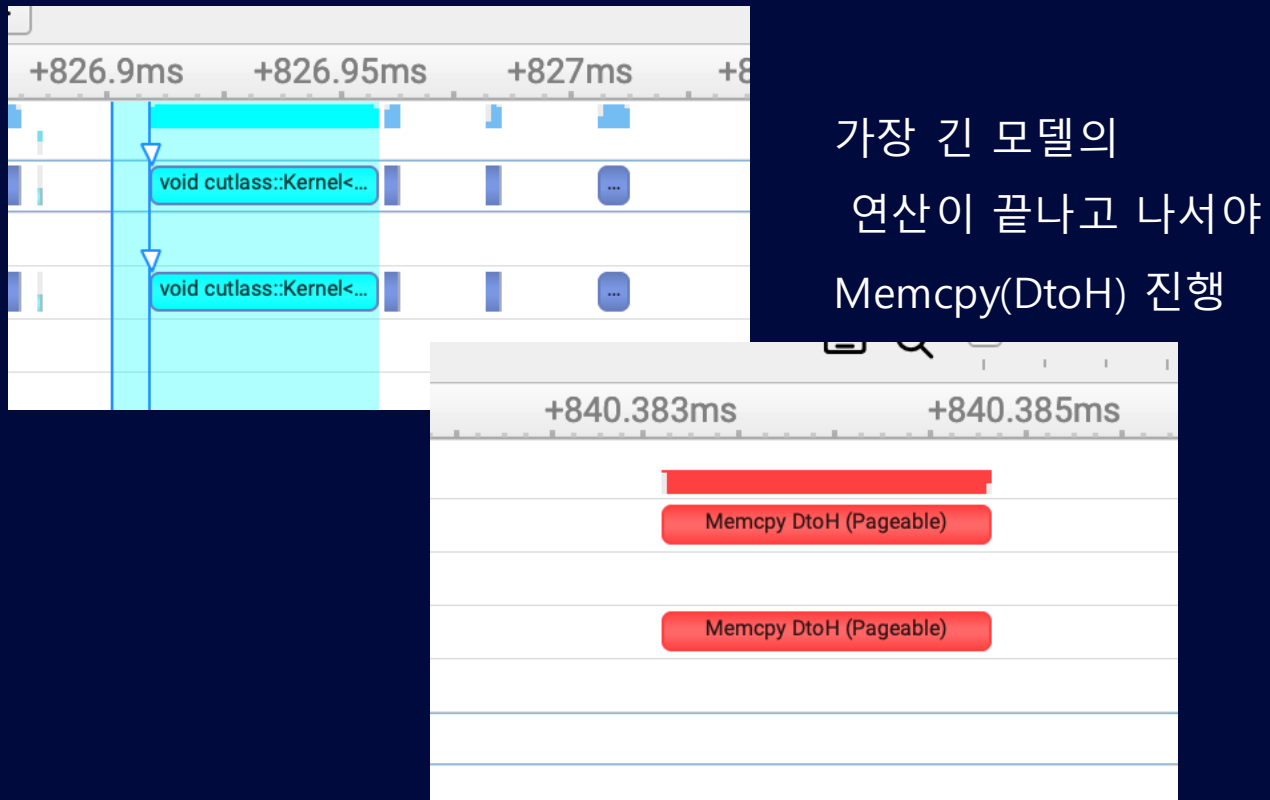 +826.9ms +826.95ms +827ms
void cutlass::Kernel<...
...
void cutlass::Kernel<...
...
가장 긴 모델의
연산이 끝나고 나서야
Memcpy(DtoH) 진행
+840.383ms +840.385ms
Memcpy DtoH (Pageable)
Memcpy DtoH (Pageable)